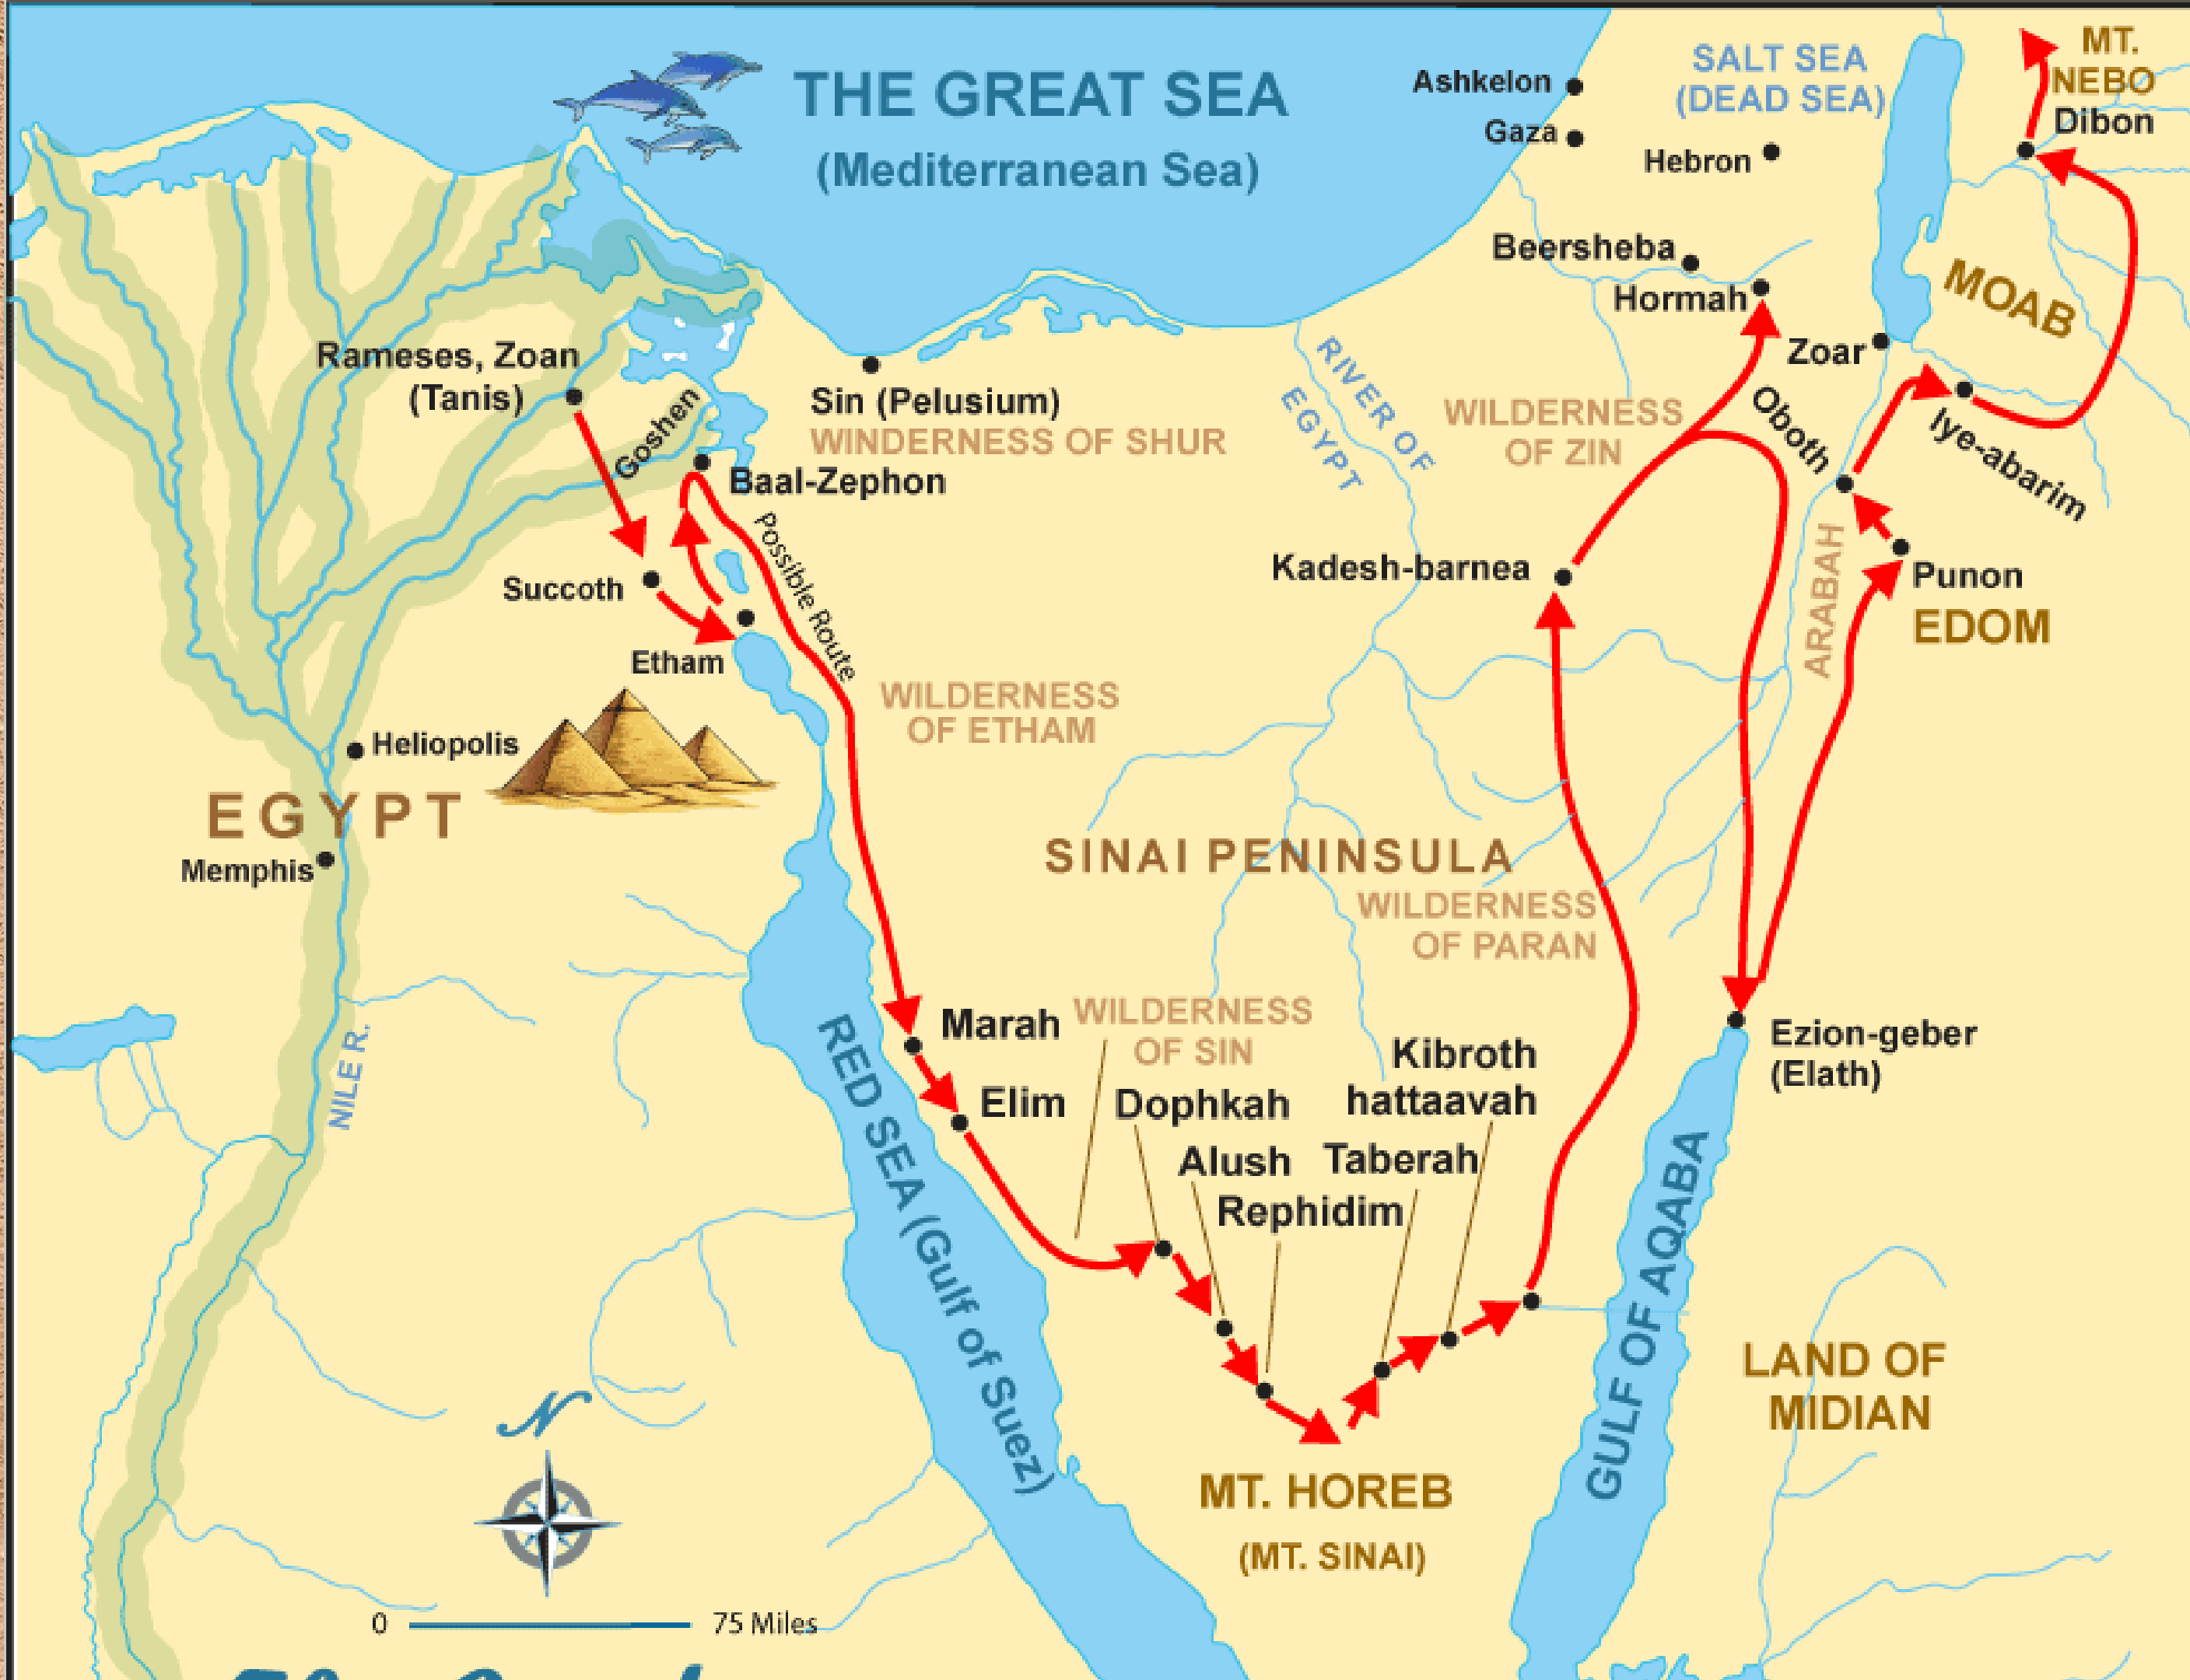 THE GREAT SEA
(Mediterranean Sea)
Ashkelon
Gaza
SALT SEA
(DEAD SEA)
Hebron
MT.
NEBO
Dibon
Beersheba
Hormah
Zoar
MOAB
Rameses, Zoan
(Tanis)
Goshen
Sin (Pelusium)
WINDERNESS OF SHUR
Baal-Zephon
RIVER OF
EGYPT
WILDERNESS
OF ZIN
Oboth
Iye-abarim
Possible Route
Succoth
Etham
Kadesh-barnea
ARABAH
Punon
EDOM
WILDERNESS
OF ETHAM
Heliopolis
EGYPT
Memphis
SINAI PENINSULA
WILDERNESS
OF PARAN
NILE R.
Marah
WILDERNESS
OF SIN
Elim
Dophkah
Kibroth
hattaavah
Alush
Taberah
Rephidim
Ezion-geber
(Elath)
RED SEA (Gulf of Suez)
GULF OF AQABA
LAND OF
MIDIAN
N
MT. HOREB
(MT. SINAI)
0
75 Miles